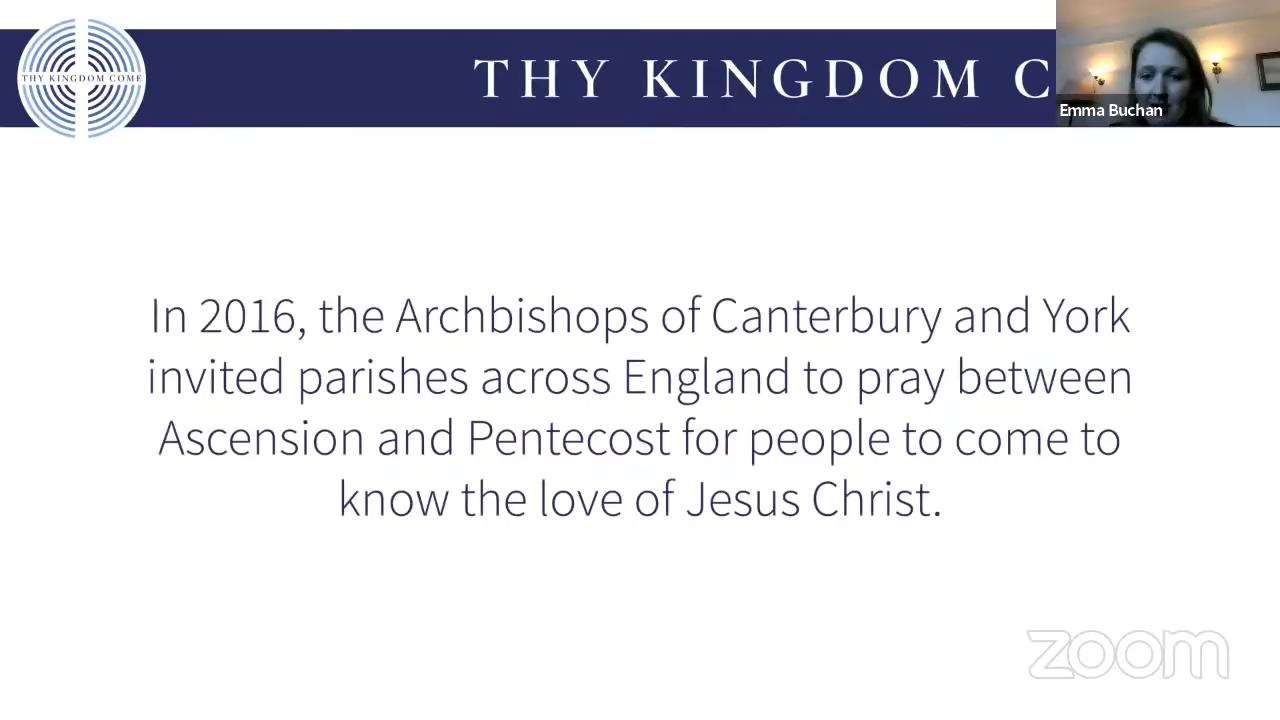 THY KINGDOM COME
THY KINGDOM C
Emma Buchan
In 2016, the Archbishops of Canterbury and York
invited parishes across England to pray between
Ascension and Pentecost for people to come to
know the love of Jesus Christ.
zoom